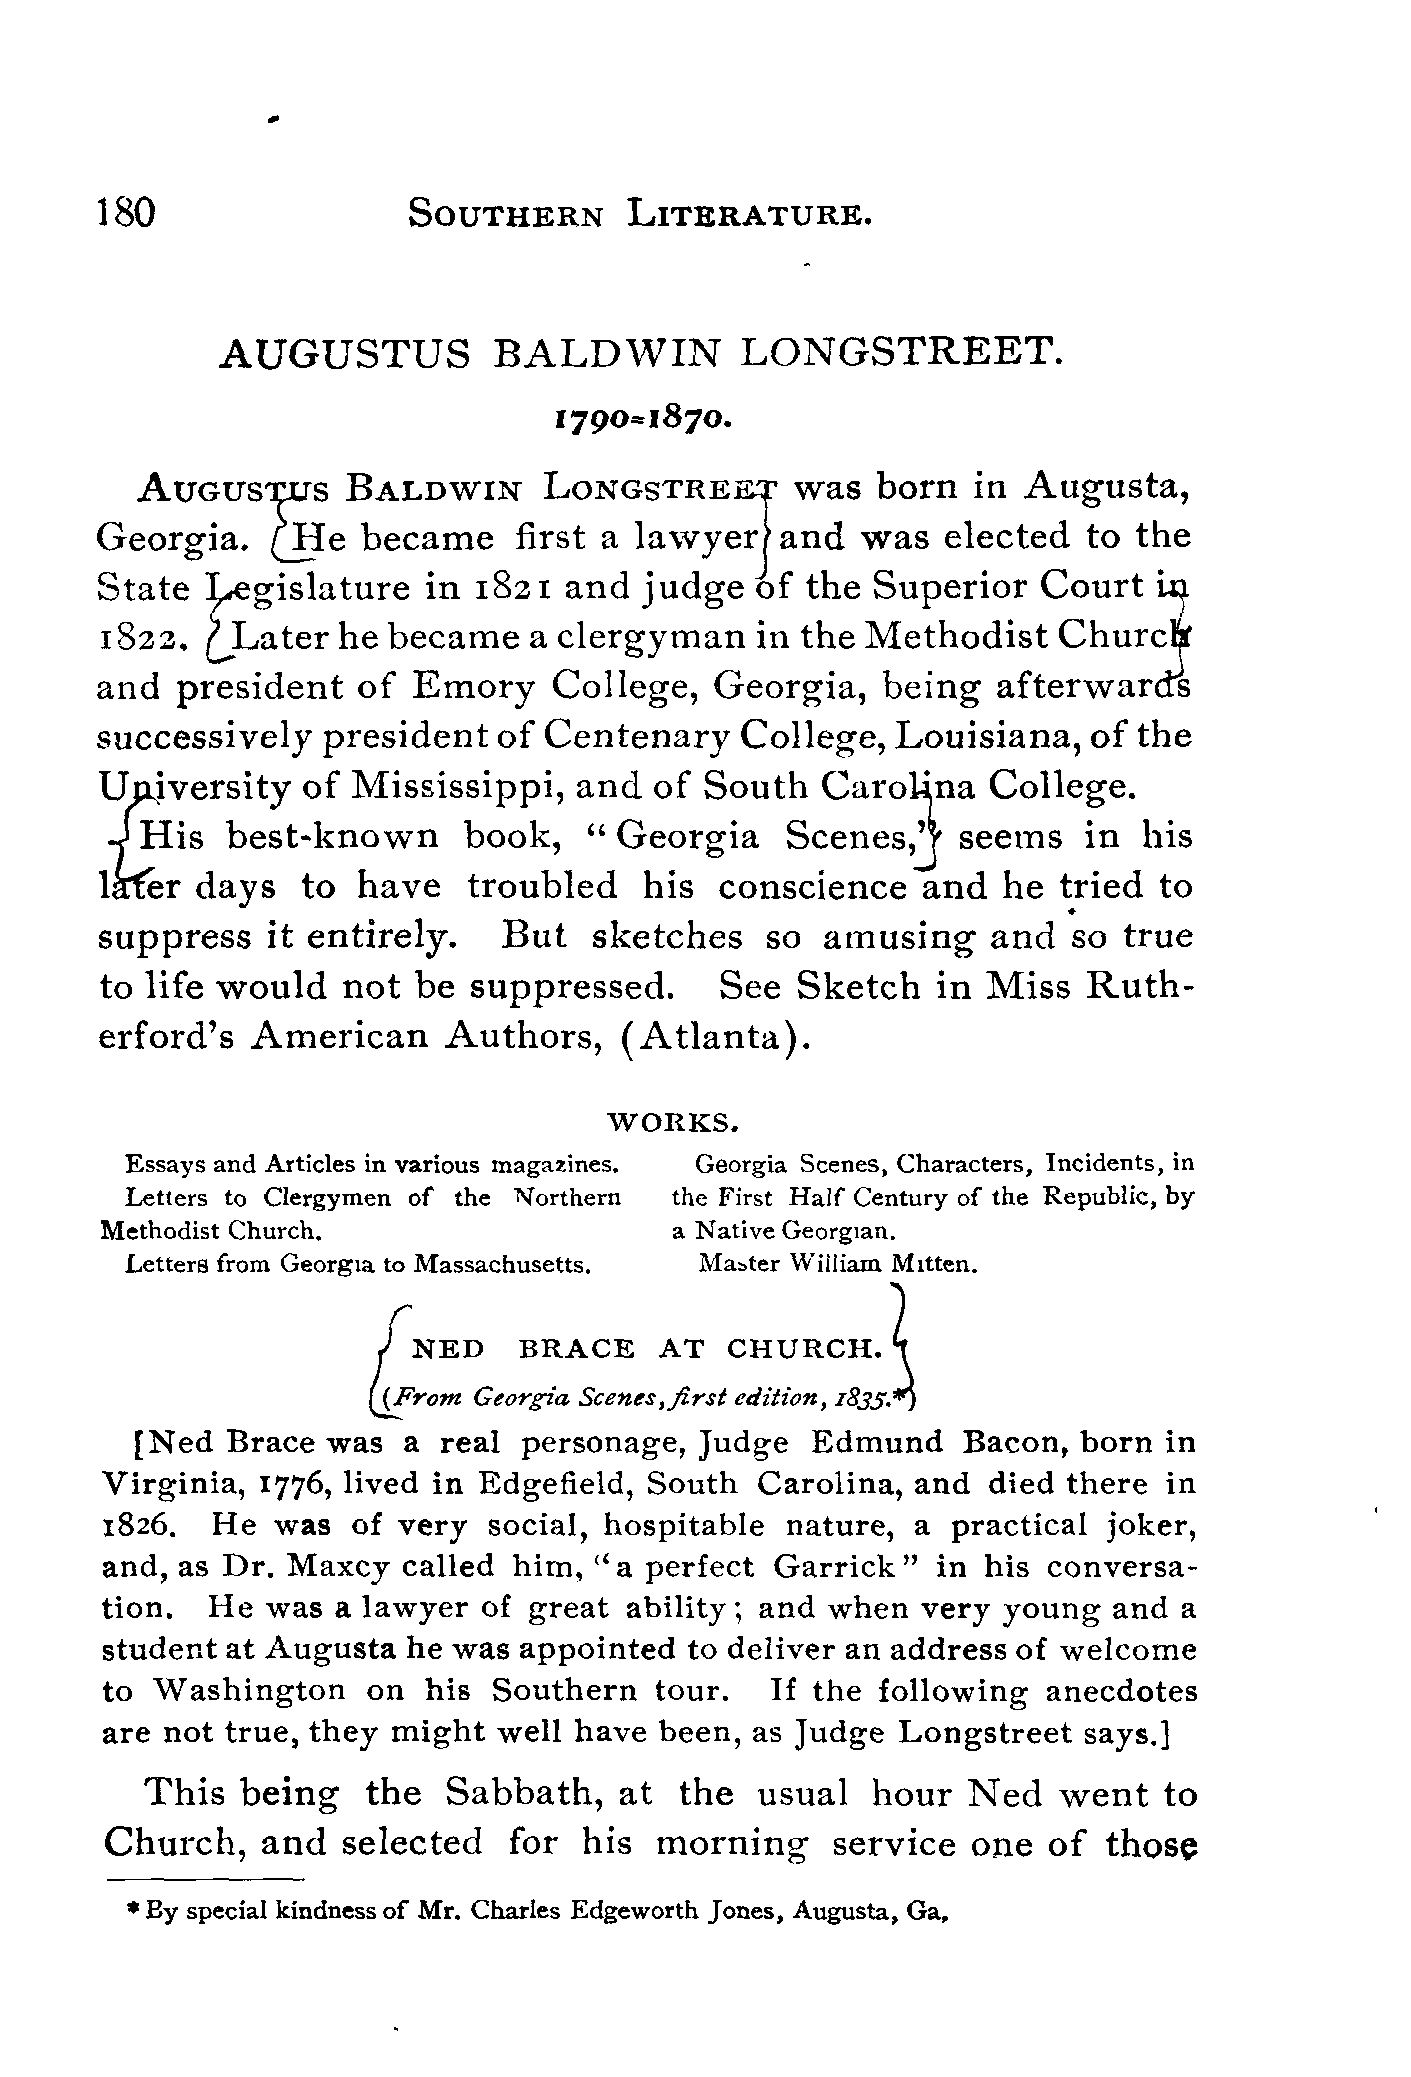 180 SOUTHERN LITERATURE.
AUGUSTUS BALDWIN LONGSTREET.
1790=1870.
AUGUSTUS BALDWIN LONGSTREET was born in Augusta,
Georgia. He became first a lawyer and was elected to the
State Legislature in 1821 and judge of the Superior Court in
1822. Later he became a clergyman in the Methodist Church
and president of Emory College, Georgia, being afterwards
successively president of Centenary College, Louisiana, of the
University of Mississippi, and of South Carolina College.
His best-known book, “Georgia Scenes,” seems in his
later days to have troubled his conscience and he tried to
suppress it entirely. But sketches so amusing and so true
to life would not be suppressed. See Sketch in Miss Ruth-
erford’s American Authors, (Atlanta).
WORKS.
Essays and Articles in various magazines.
Letters to Clergymen of the Northern
Methodist Church.
Letters from Georgia to Massachusetts.
Georgia Scenes, Characters, Incidents, in
the First Half Century of the Republic, by
a Native Georgian.
Master William Mitten.
NED BRACE AT CHURCH.
(From Georgia Scenes, first edition, 1835.*)
[Ned Brace was a real personage, Judge Edmund Bacon, born in
Virginia, 1776, lived in Edgefield, South Carolina, and died there in
1826. He was of very social, hospitable nature, a practical joker,
and, as Dr. Maxcy called him, “a perfect Garrick” in his conversa-
tion. He was a lawyer of great ability; and when very young and a
student at Augusta he was appointed to deliver an address of welcome
to Washington on his Southern tour. If the following anecdotes
are not true, they might well have been, as Judge Longstreet says.]
This being the Sabbath, at the usual hour Ned went to
Church, and selected for his morning service one of those
* By special kindness of Mr. Charles Edgeworth Jones, Augusta, Ga.